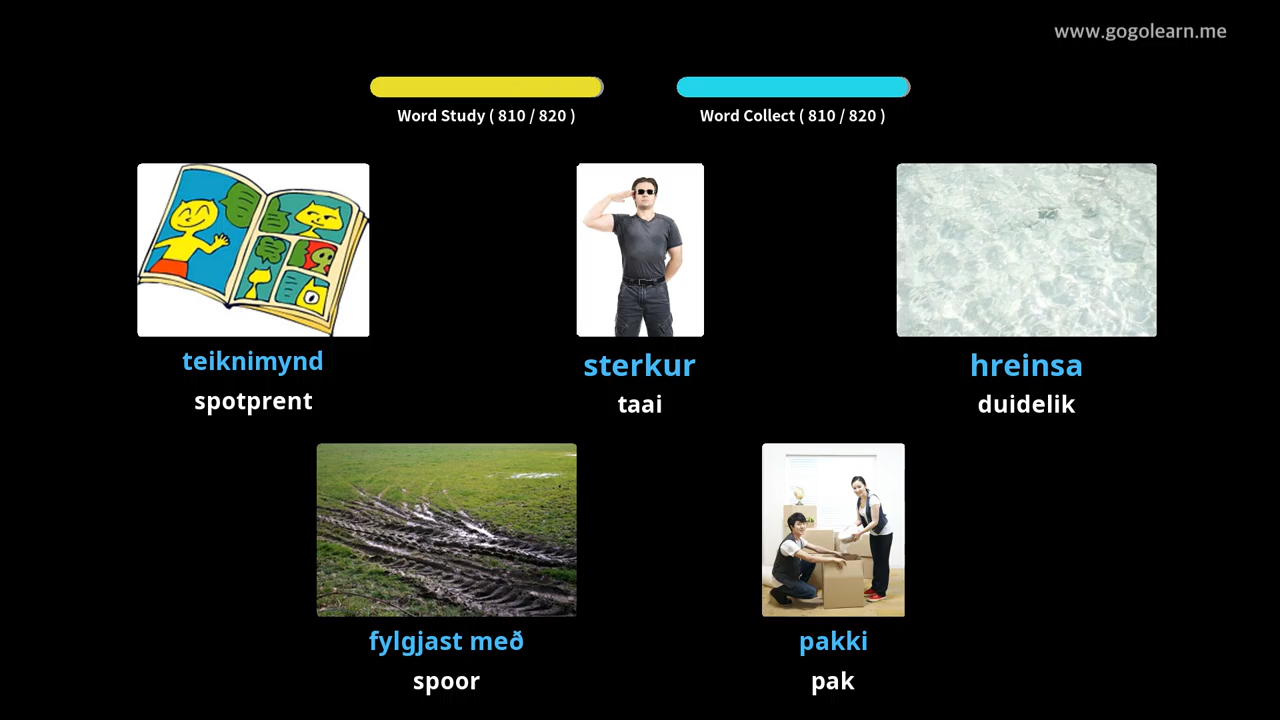 www.gogolearn.me
Word Study ( 810 / 820 )
Word Collect ( 810 / 820 )
teiknimynd
spotprent
sterkur
taai
hreinsa
duidelik
fylgjast með
spoor
pakki
pak